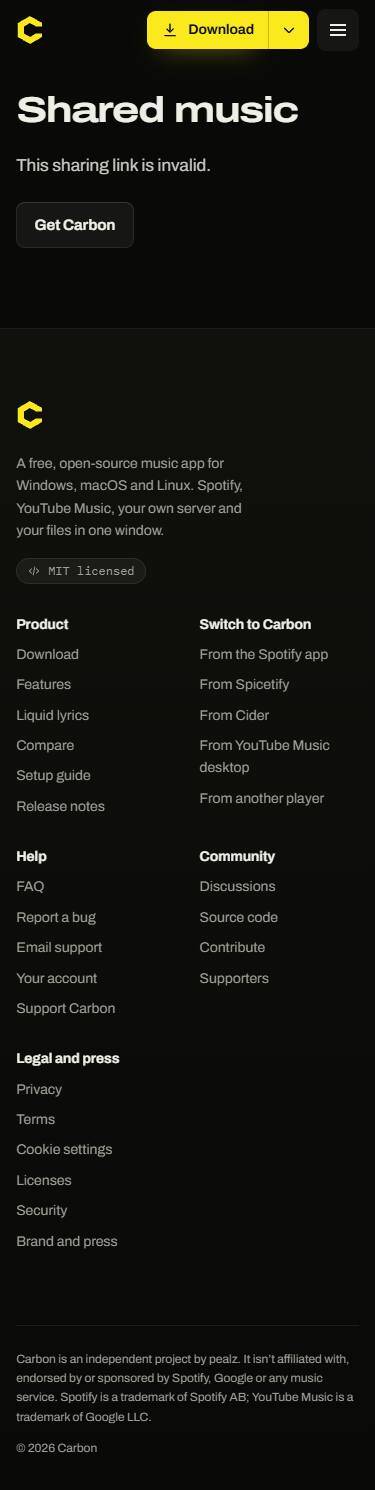 Download
Shared music
This sharing link is invalid.
Get Carbon
A free, open-source music app for
Windows, macOS and Linux. Spotify,
YouTube Music, your own server and
your files in one window.
MIT licensed
Product
Download
Features
Liquid lyrics
Compare
Setup guide
Release notes
Switch to Carbon
From the Spotify app
From Spicetify
From Cider
From YouTube Music
desktop
From another player
Help
FAQ
Report a bug
Email support
Your account
Support Carbon
Community
Discussions
Source code
Contribute
Supporters
Legal and press
Privacy
Terms
Cookie settings
Licenses
Security
Brand and press
Carbon is an independent project by pealz. It isn’t affiliated with,
endorsed by or sponsored by Spotify, Google or any music
service. Spotify is a trademark of Spotify AB; YouTube Music is a
trademark of Google LLC.
© 2026 Carbon